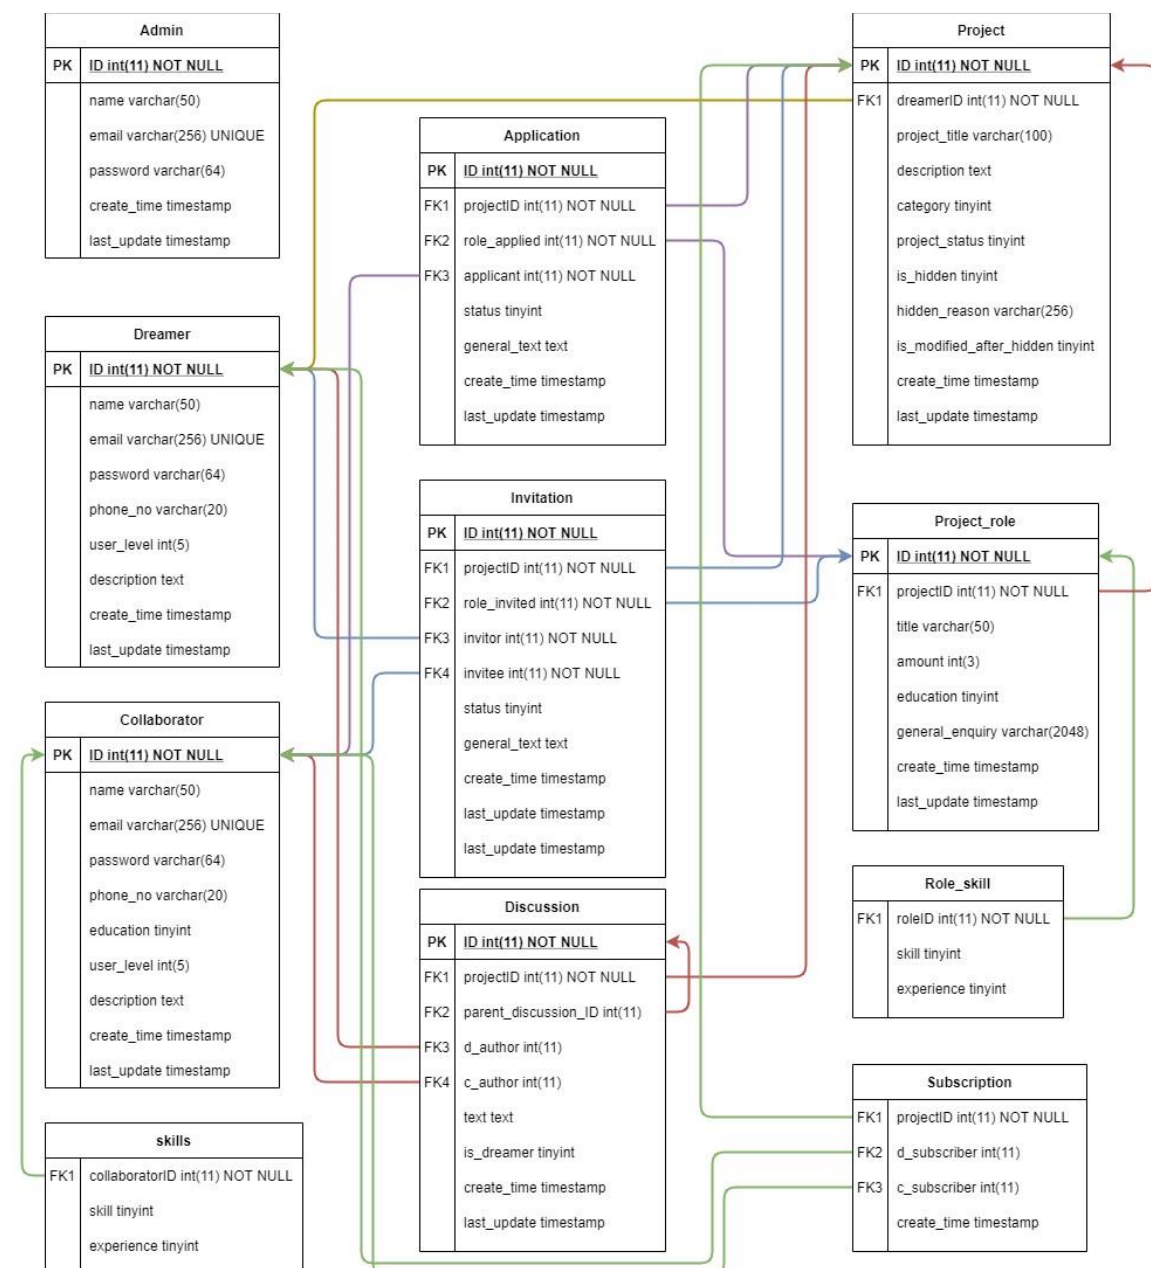 Admin
PK ID int(11) NOT NULL
name varchar(50)
email varchar(256) UNIQUE
password varchar(64)
create_time timestamp
last_update timestamp
Dreamer
PK ID int(11) NOT NULL
name varchar(50)
email varchar(256) UNIQUE
password varchar(64)
phone_no varchar(20)
user_level int(5)
description text
create_time timestamp
last_update timestamp
Collaborator
PK ID int(11) NOT NULL
name varchar(50)
email varchar(256) UNIQUE
password varchar(64)
phone_no varchar(20)
education tinyint
user_level int(5)
description text
create_time timestamp
last_update timestamp
skills
FK1 collaboratorID int(11) NOT NULL
skill tinyint
experience tinyint
Application
PK ID int(11) NOT NULL
FK1 projectID int(11) NOT NULL
FK2 role_applied int(11) NOT NULL
FK3 applicant int(11) NOT NULL
status tinyint
general_text text
create_time timestamp
last_update timestamp
Invitation
PK ID int(11) NOT NULL
FK1 projectID int(11) NOT NULL
FK2 role_invited int(11) NOT NULL
FK3 invitor int(11) NOT NULL
FK4 invitee int(11) NOT NULL
status tinyint
general_text text
create_time timestamp
last_update timestamp
last_update timestamp
Discussion
PK ID int(11) NOT NULL
FK1 projectID int(11) NOT NULL
FK2 parent_discussion_ID int(11)
FK3 d_author int(11)
FK4 c_author int(11)
text text
is_dreamer tinyint
create_time timestamp
last_update timestamp
Project
PK ID int(11) NOT NULL
FK1 dreamerID int(11) NOT NULL
project_title varchar(100)
description text
category tinyint
project_status tinyint
is_hidden tinyint
hidden_reason varchar(256)
is_modified_after_hidden tinyint
create_time timestamp
last_update timestamp
Project_role
PK ID int(11) NOT NULL
FK1 projectID int(11) NOT NULL
title varchar(50)
amount int(3)
education tinyint
general_enquiry varchar(2048)
create_time timestamp
last_update timestamp
Role_skill
FK1 roleID int(11) NOT NULL
skill tinyint
experience tinyint
Subscription
FK1 projectID int(11) NOT NULL
FK2 d_subscriber int(11)
FK3 c_subscriber int(11)
create_time timestamp